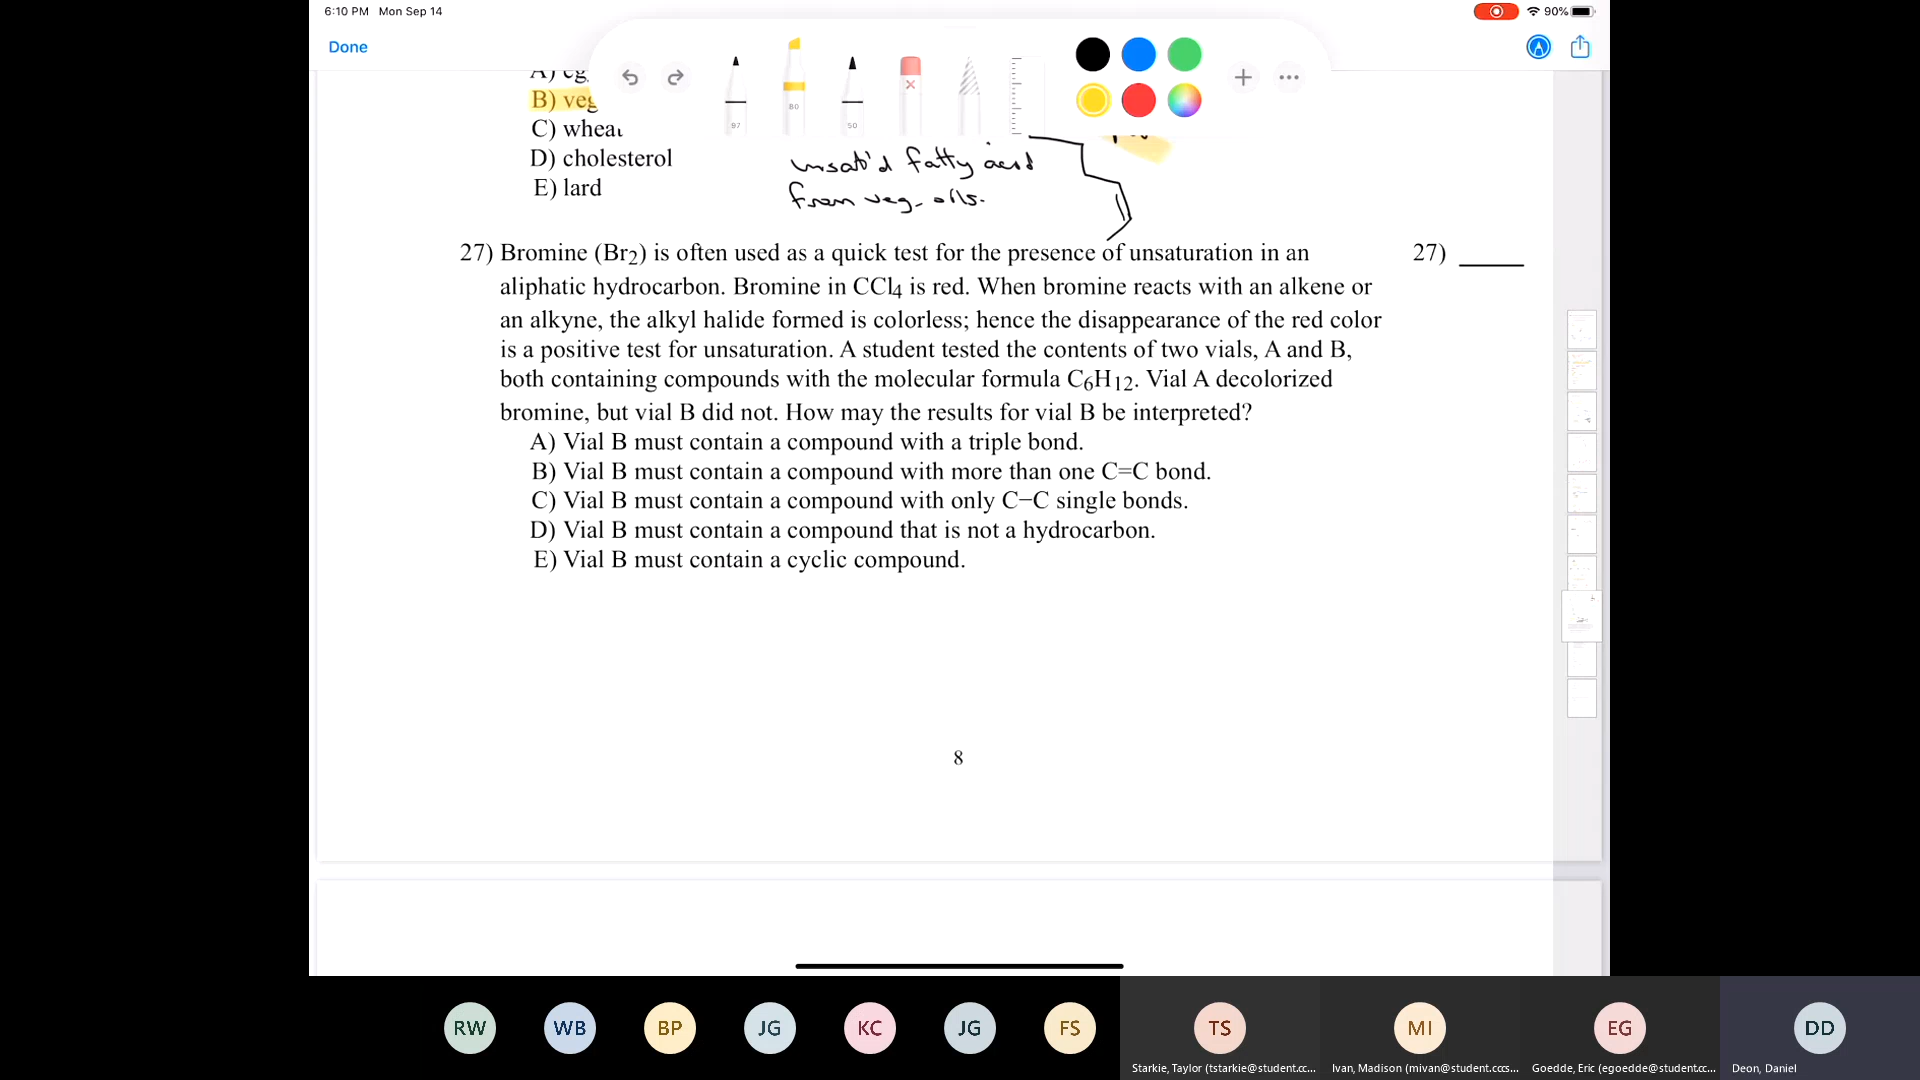 6:10 PM Mon Sep 14
90%
Done
97
80
50
B) veg
C) wheat
D) cholesterol
E) lard
unsat'd fatty acid
from veg. oils.
27) Bromine (Br2) is often used as a quick test for the presence of unsaturation in an
27) _____
aliphatic hydrocarbon. Bromine in CCl4 is red. When bromine reacts with an alkene or
an alkyne, the alkyl halide formed is colorless; hence the disappearance of the red color
is a positive test for unsaturation. A student tested the contents of two vials, A and B,
both containing compounds with the molecular formula C6H12. Vial A decolorized
bromine, but vial B did not. How may the results for vial B be interpreted?
A) Vial B must contain a compound with a triple bond.
B) Vial B must contain a compound with more than one C=C bond.
C) Vial B must contain a compound with only C−C single bonds.
D) Vial B must contain a compound that is not a hydrocarbon.
E) Vial B must contain a cyclic compound.
8
RW WB BP JG KC JG FS TS MI EG DD
Starkie, Taylor (tstarkie@student.cc... Ivan, Madison (mivan@student.cccs... Goedde, Eric (egoedde@student.cc... Deon, Daniel